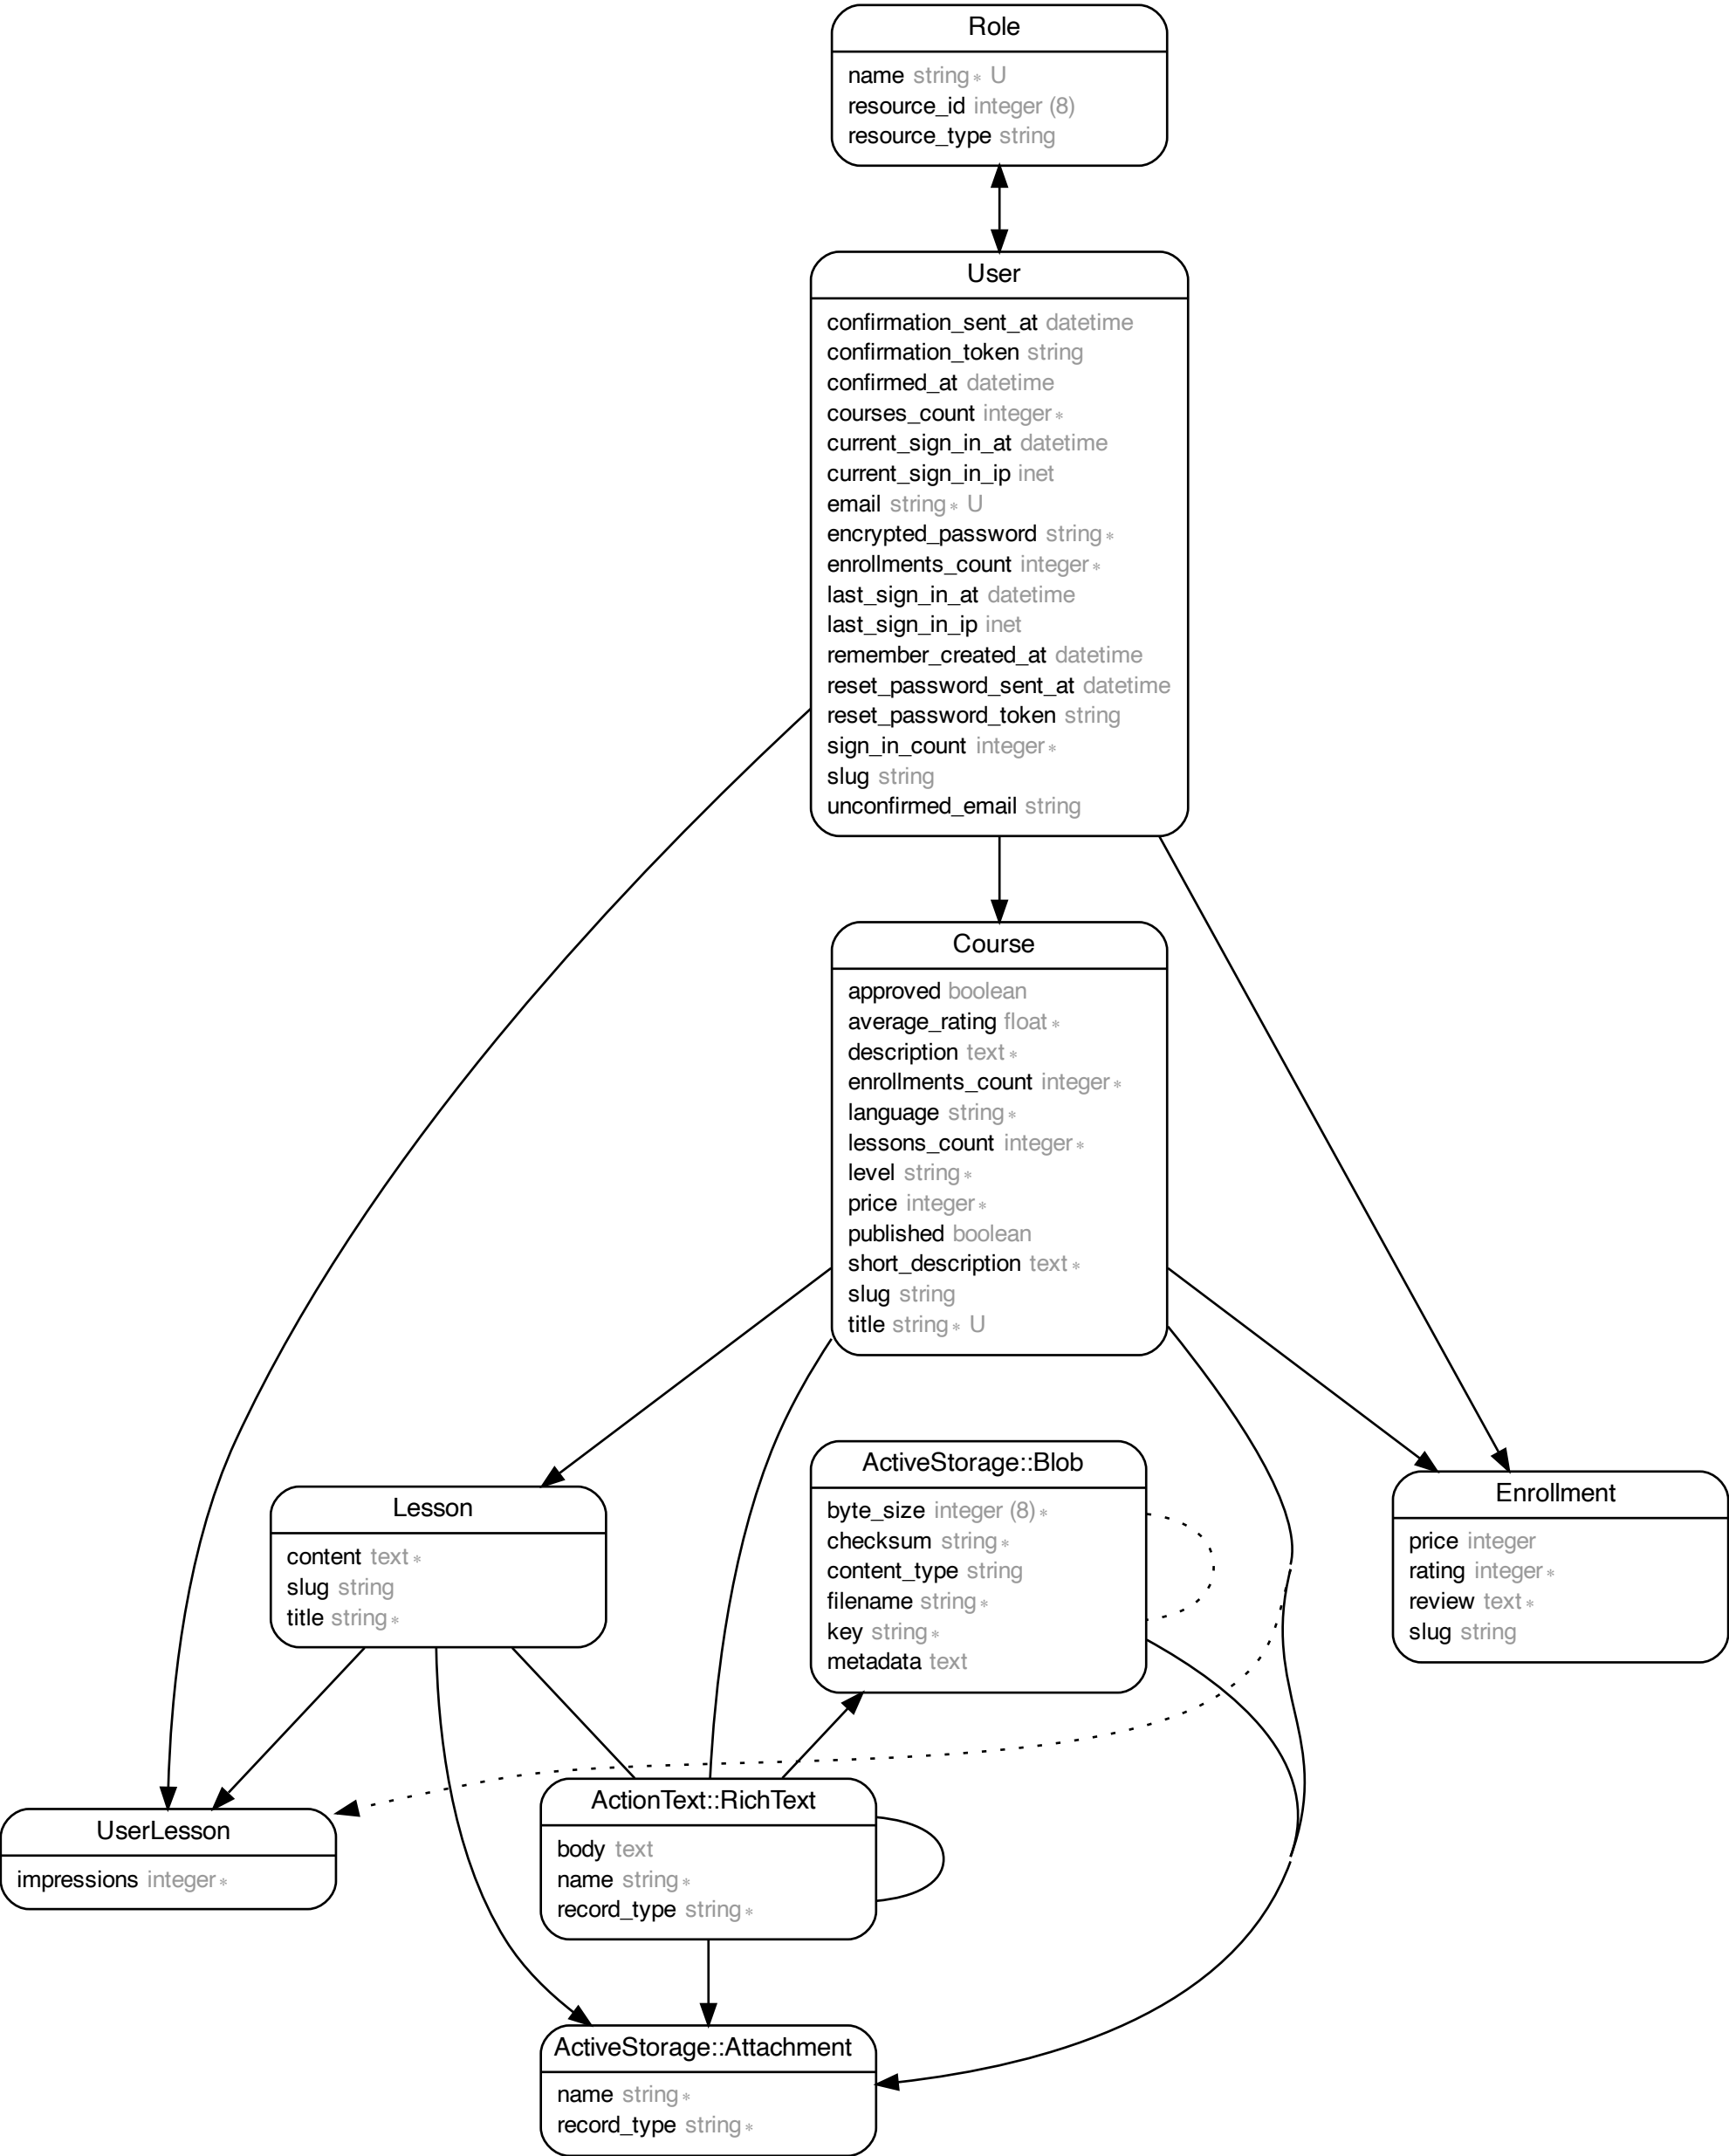 Role
name string∗ U
resource_id integer (8)
resource_type string
User
confirmation_sent_at datetime
confirmation_token string
confirmed_at datetime
courses_count integer∗
current_sign_in_at datetime
current_sign_in_ip inet
email string∗ U
encrypted_password string∗
enrollments_count integer∗
last_sign_in_at datetime
last_sign_in_ip inet
remember_created_at datetime
reset_password_sent_at datetime
reset_password_token string
sign_in_count integer∗
slug string
unconfirmed_email string
Course
approved boolean
average_rating float∗
description text∗
enrollments_count integer∗
language string∗
lessons_count integer∗
level string∗
price integer∗
published boolean
short_description text∗
slug string
title string∗ U
ActiveStorage::Blob
byte_size integer (8)∗
checksum string∗
content_type string
filename string∗
key string∗
metadata text
Enrollment
price integer
rating integer∗
review text∗
slug string
Lesson
content text∗
slug string
title string∗
ActionText::RichText
body text
name string∗
record_type string∗
UserLesson
impressions integer∗
ActiveStorage::Attachment
name string∗
record_type string∗